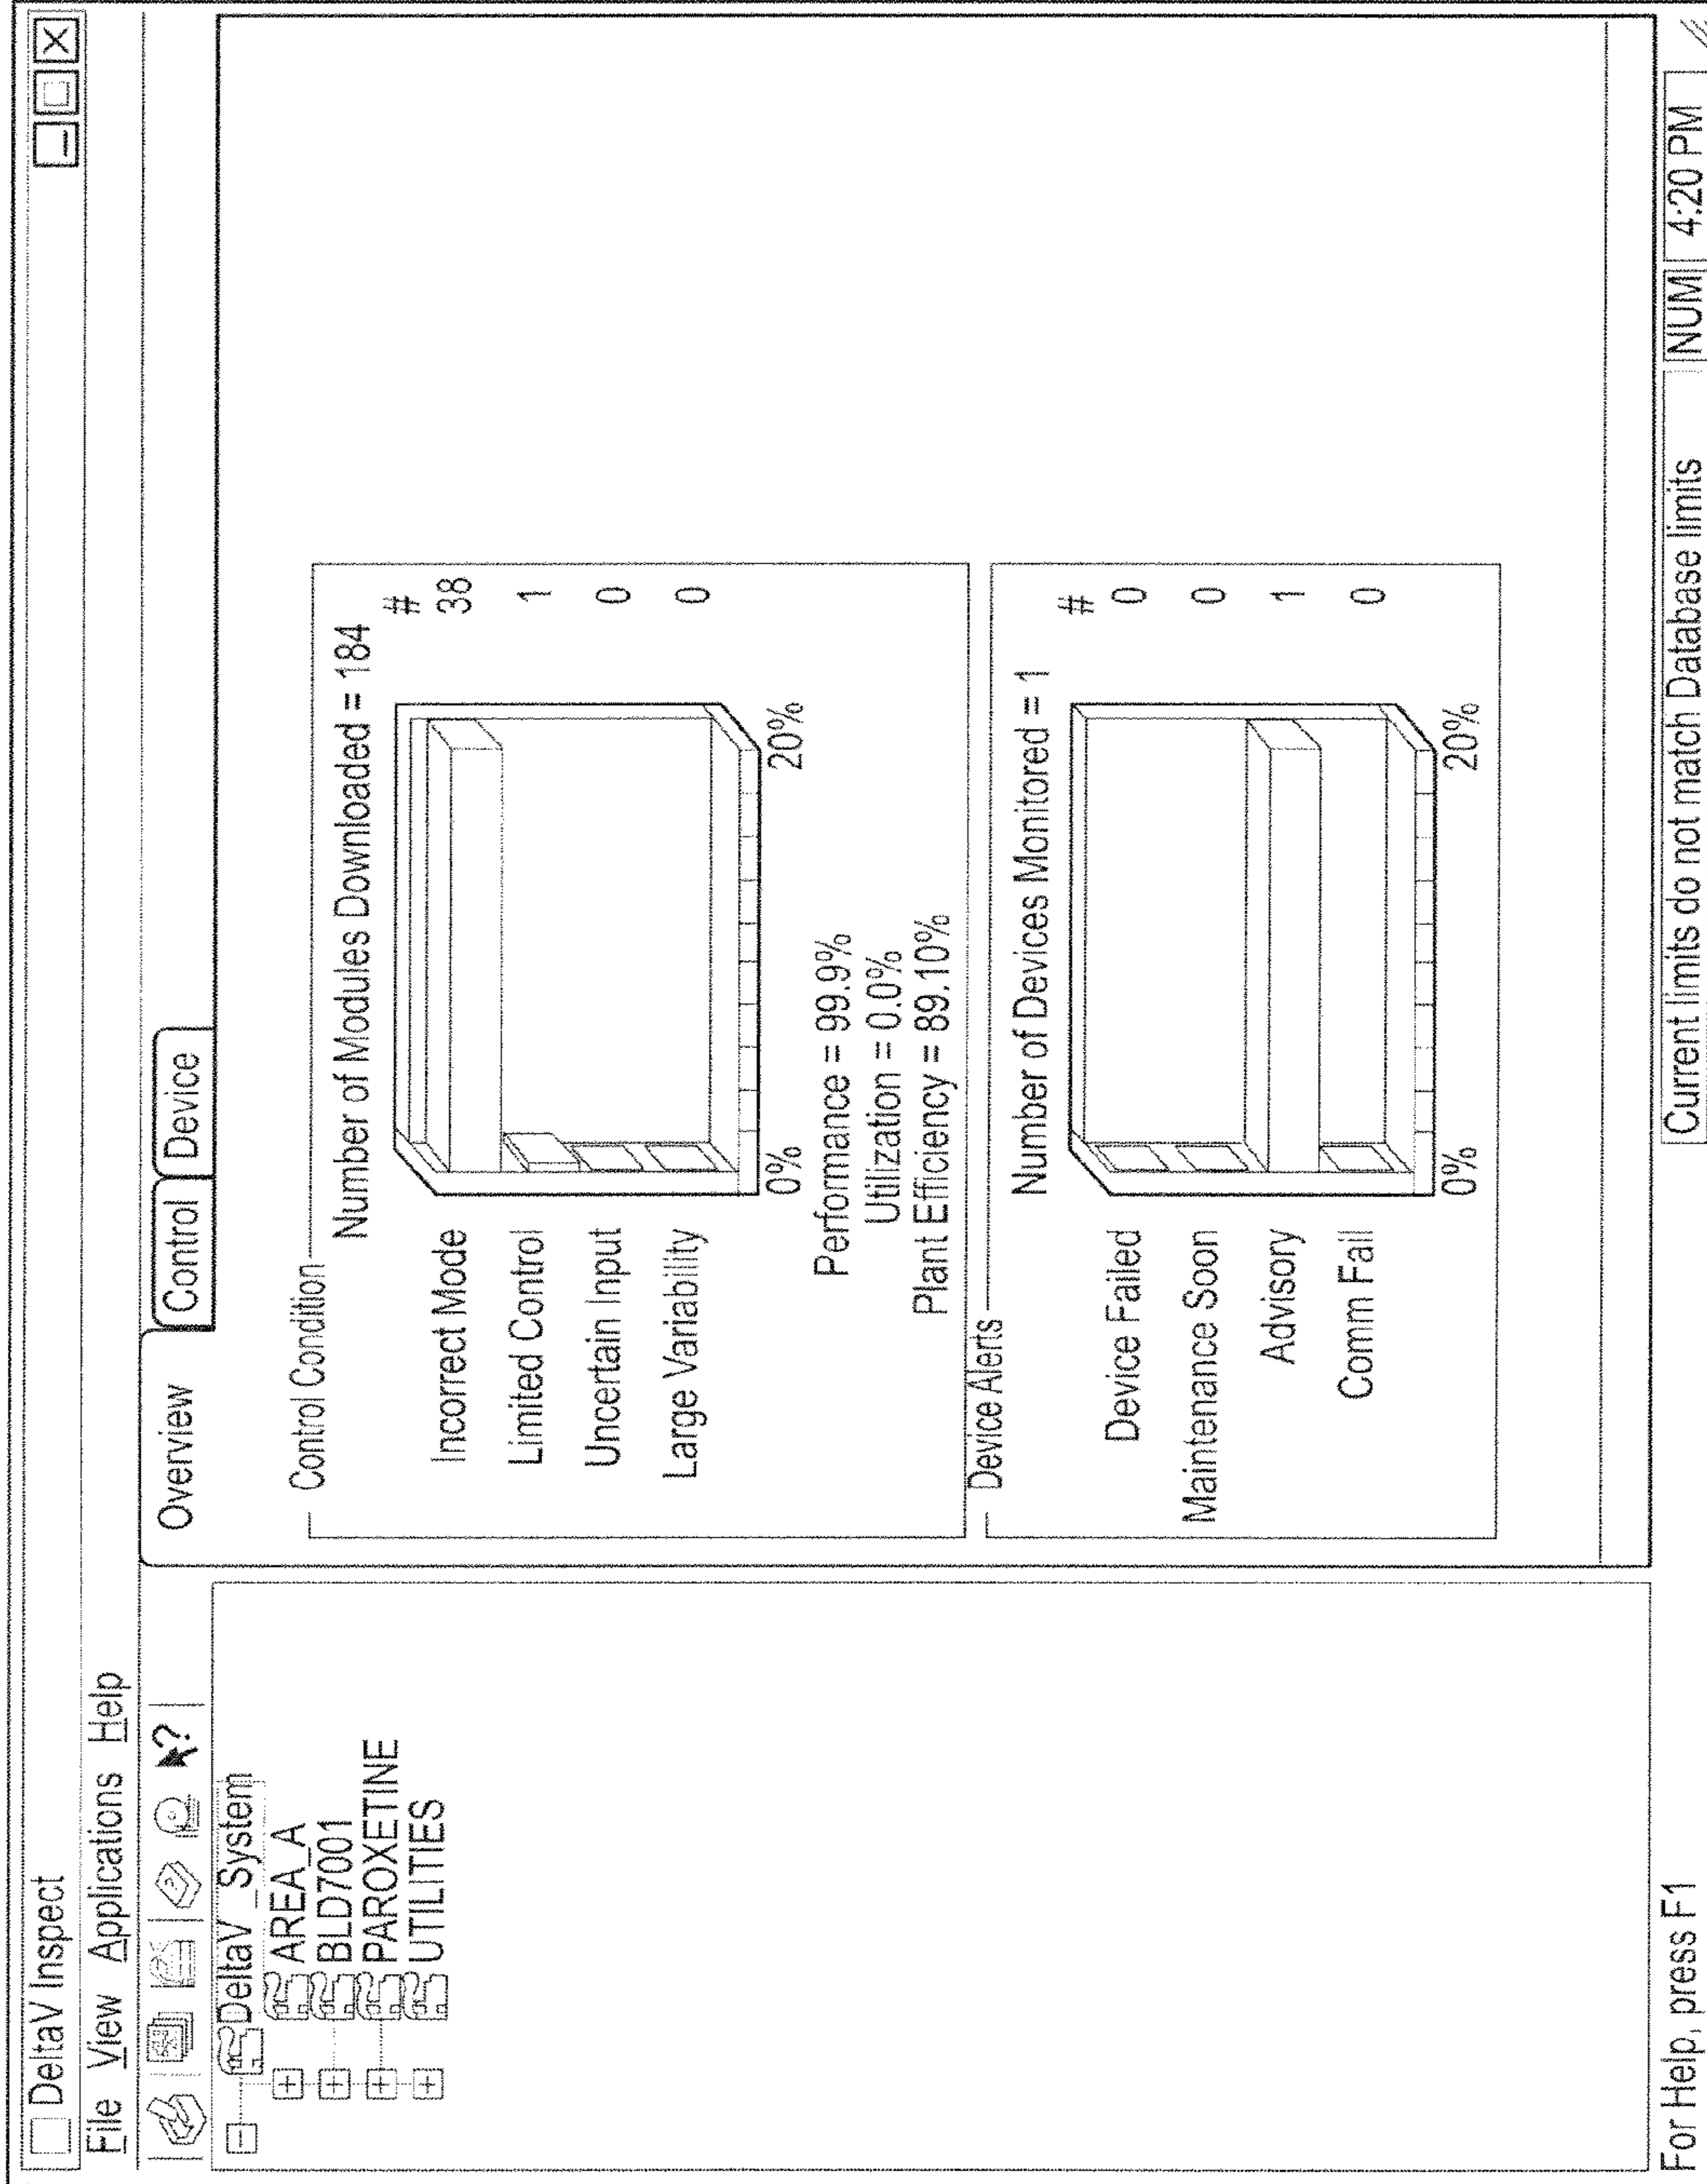 DeltaV Inspect
File View Applications Help
DeltaV_System
AREA_A
BLD7001
PAROXETINE
UTILITIES
Overview Control Device
Control Condition
Number of Modules Downloaded = 184
#
Incorrect Mode 38
Limited Control 1
Uncertain Input 0
Large Variability 0
0% 20%
Performance = 99.9%
Utilization = 0.0%
Plant Efficiency = 89.10%
Device Alerts
Number of Devices Monitored = 1
#
Device Failed 0
Maintenance Soon 0
Advisory 1
Comm Fail 0
0% 20%
For Help, press F1 Current limits do not match Database limits NUM 4:20 PM